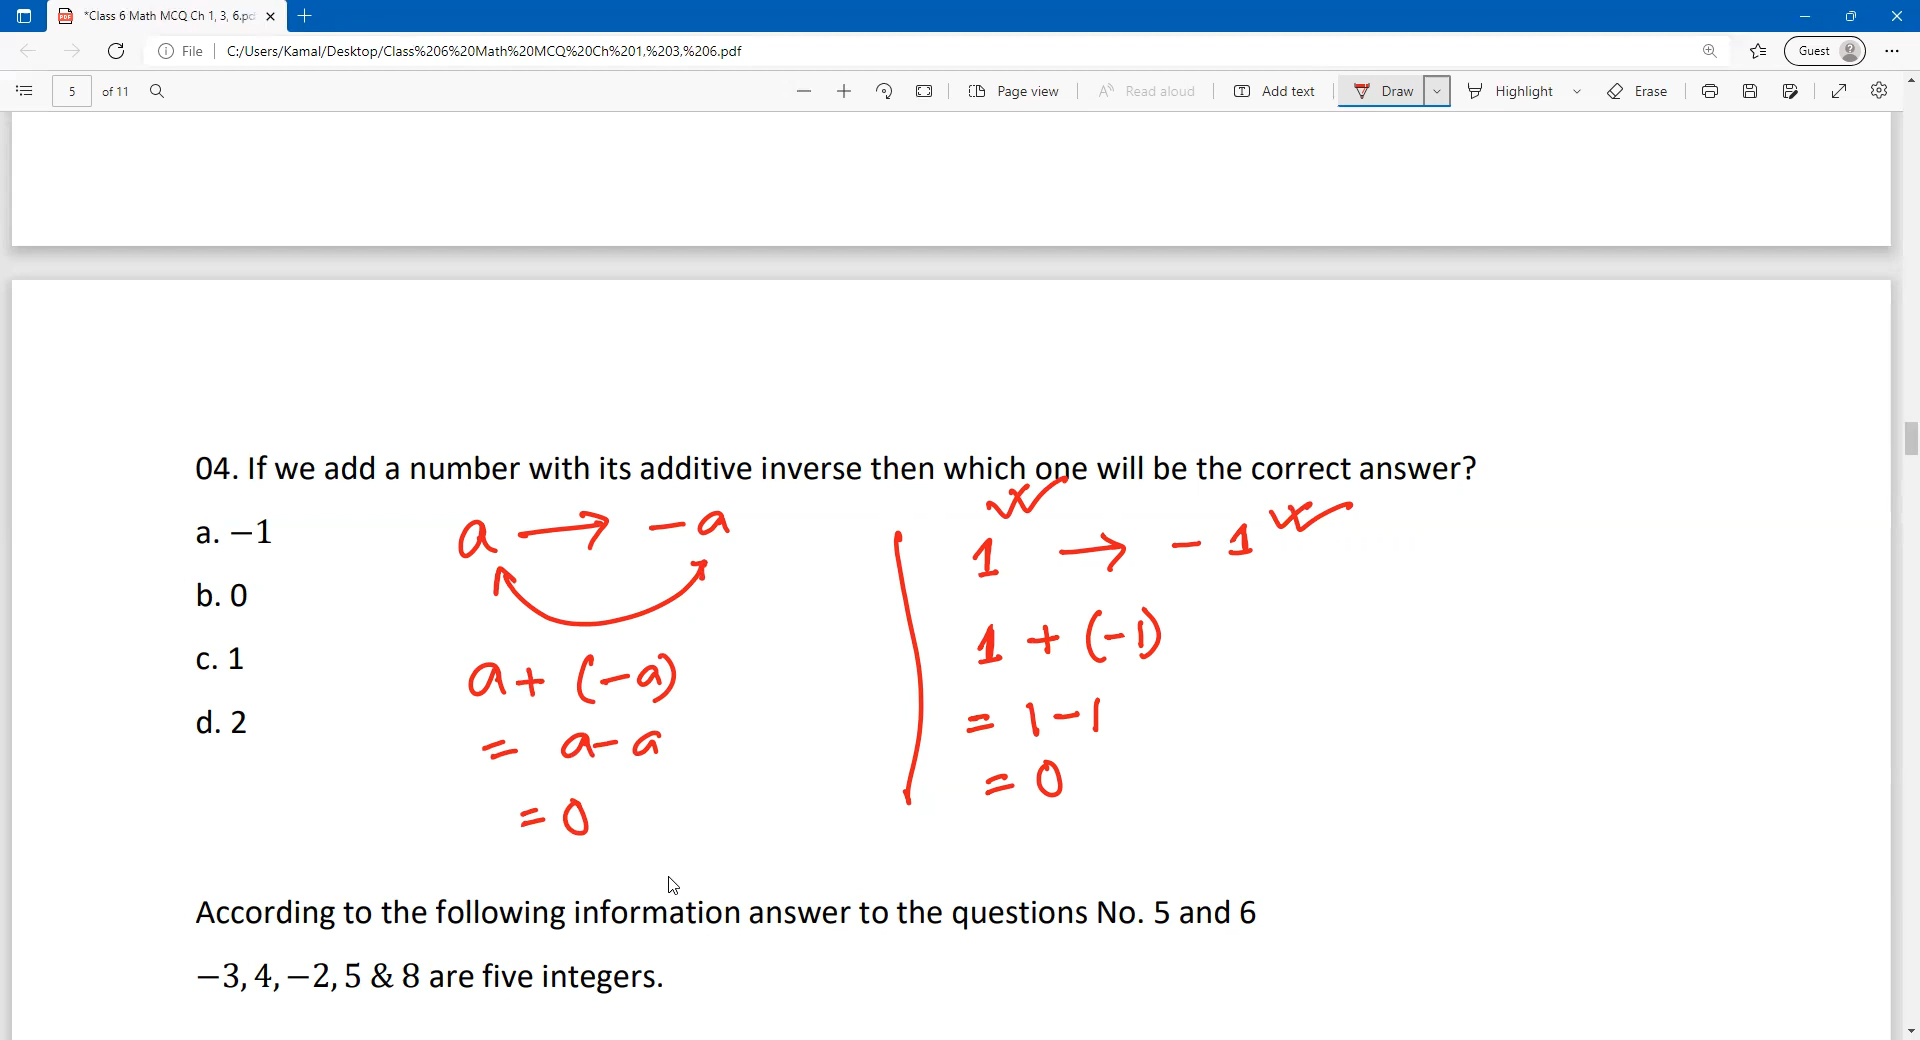 *Class 6 Math MCQ Ch 1, 3, 6.pd
File C:/Users/Kamal/Desktop/Class%206%20Math%20MCQ%20Ch%201,%203,%206.pdf
Guest
5 of 11
Page view
Read aloud
Add text
Draw
Highlight
Erase
04. If we add a number with its additive inverse then which one will be the correct answer?
a. −1
b. 0
c. 1
d. 2
a → - a
a + (-a)
= a - a
= 0
1 → - 1
1 + (-1)
= 1 - 1
= 0
According to the following information answer to the questions No. 5 and 6
−3, 4, −2, 5 & 8 are five integers.